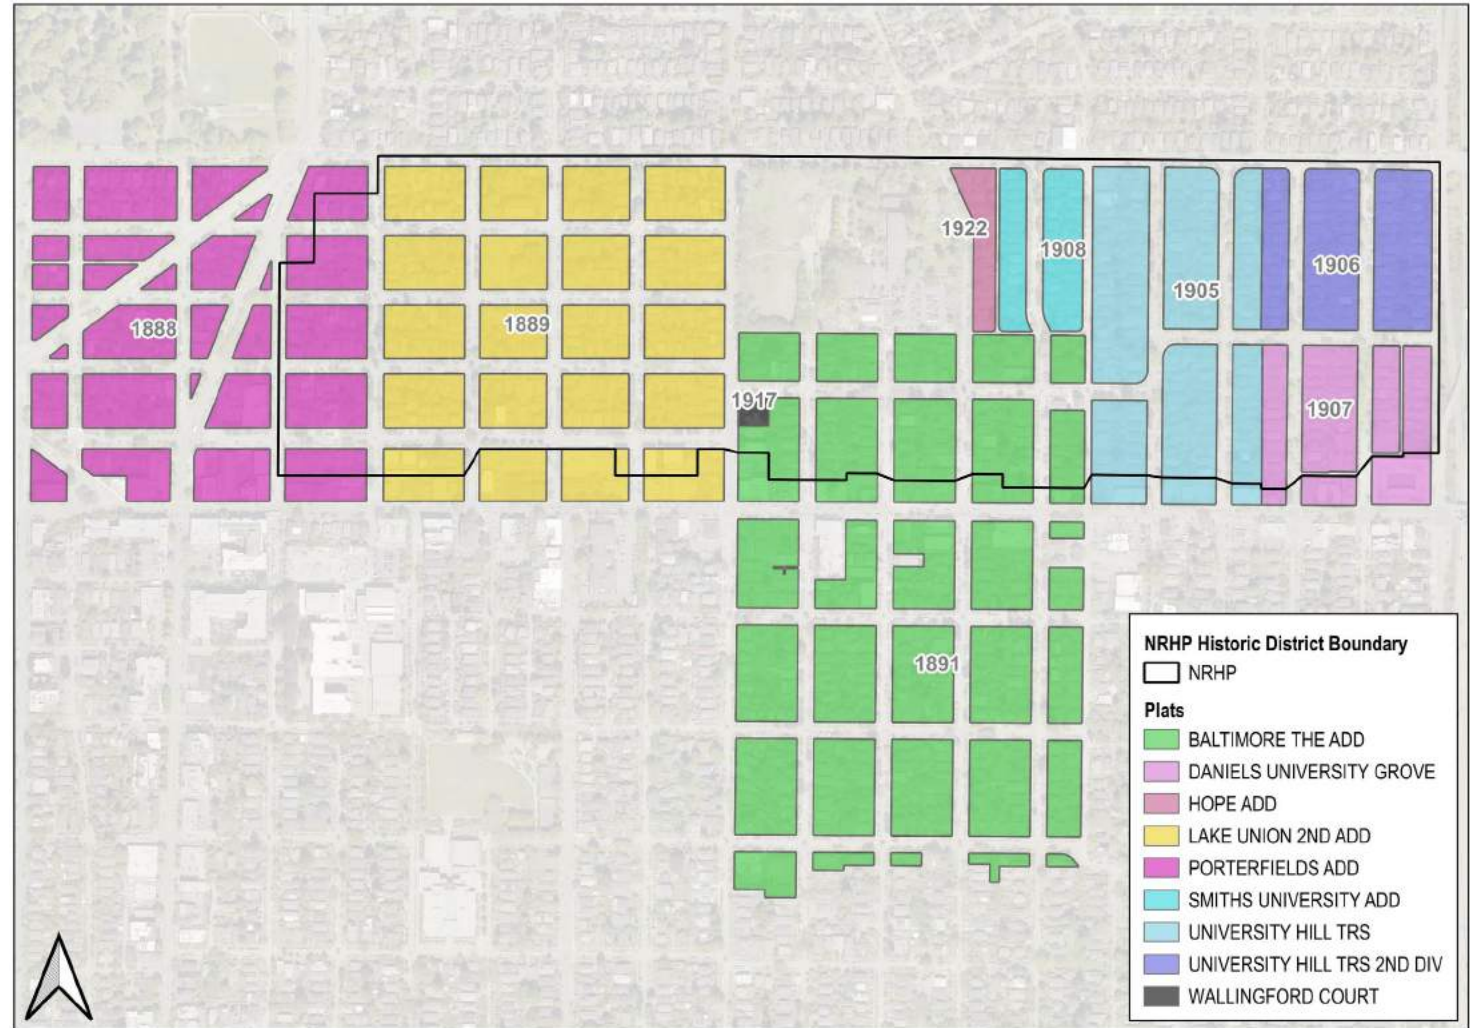 1922
1908
1906
1905
1888
1889
1917
1907
1891
NRHP Historic District Boundary
NRHP
Plats
BALTIMORE THE ADD
DANIELS UNIVERSITY GROVE
HOPE ADD
LAKE UNION 2ND ADD
PORTERFIELDS ADD
SMITHS UNIVERSITY ADD
UNIVERSITY HILL TRS
UNIVERSITY HILL TRS 2ND DIV
WALLINGFORD COURT